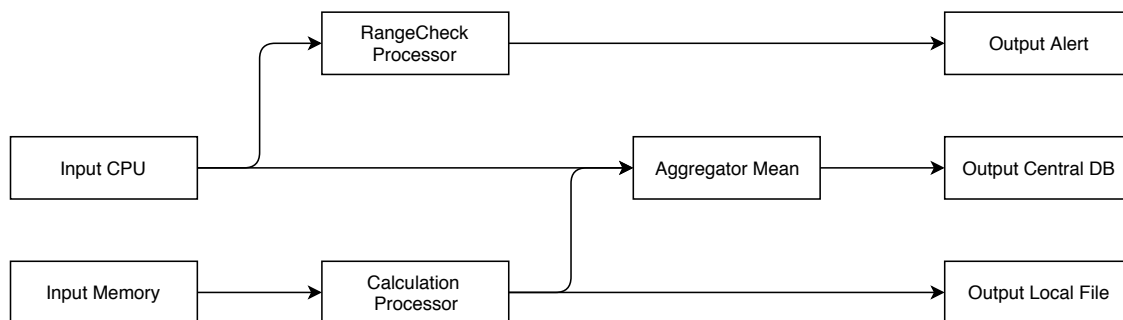 RangeCheck
Processor
Output Alert
Input CPU
Aggregator Mean
Output Central DB
Input Memory
Calculation
Processor
Output Local File